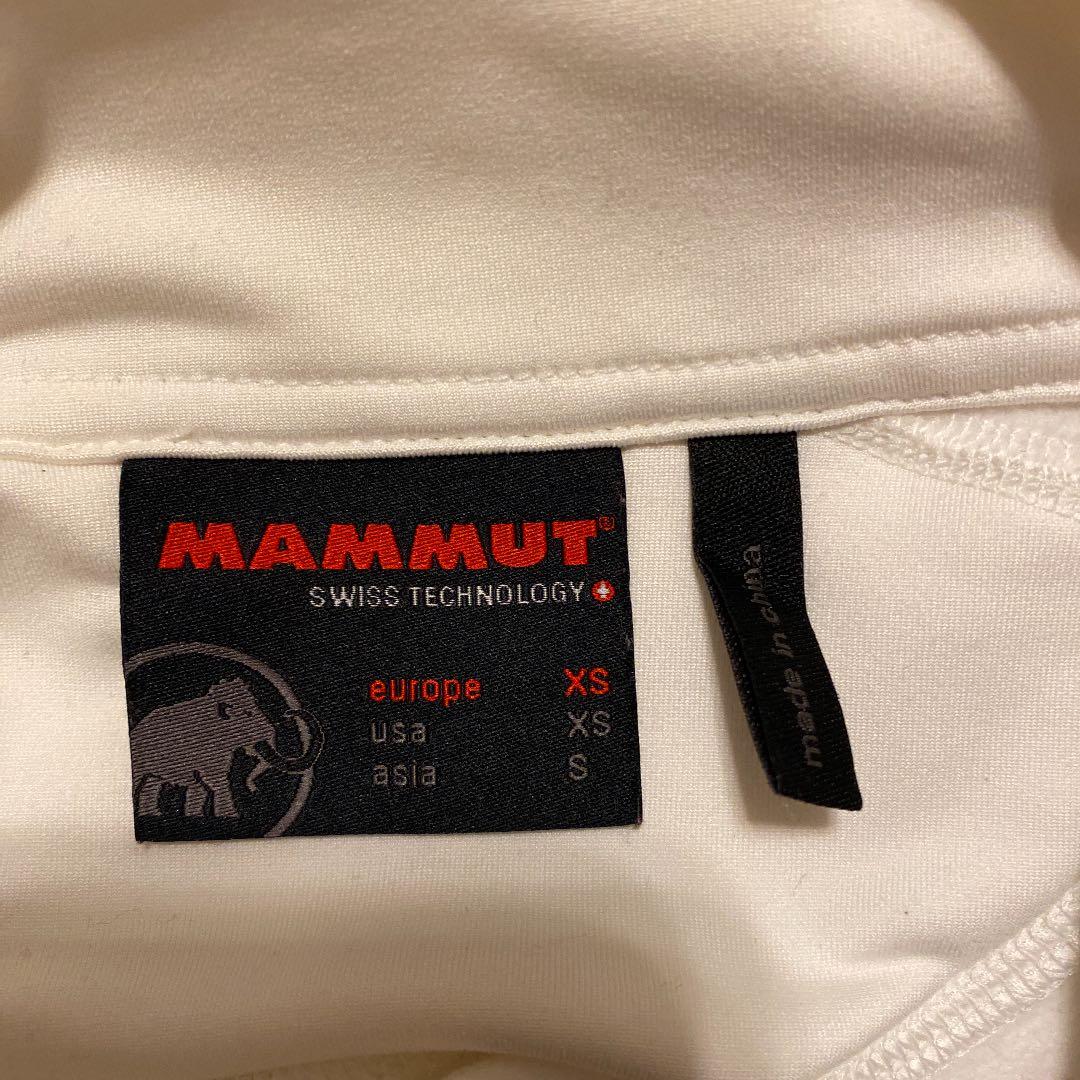 MAMMUT®
SWISS TECHNOLOGY
europe XS
usa XS
asia S
made in china